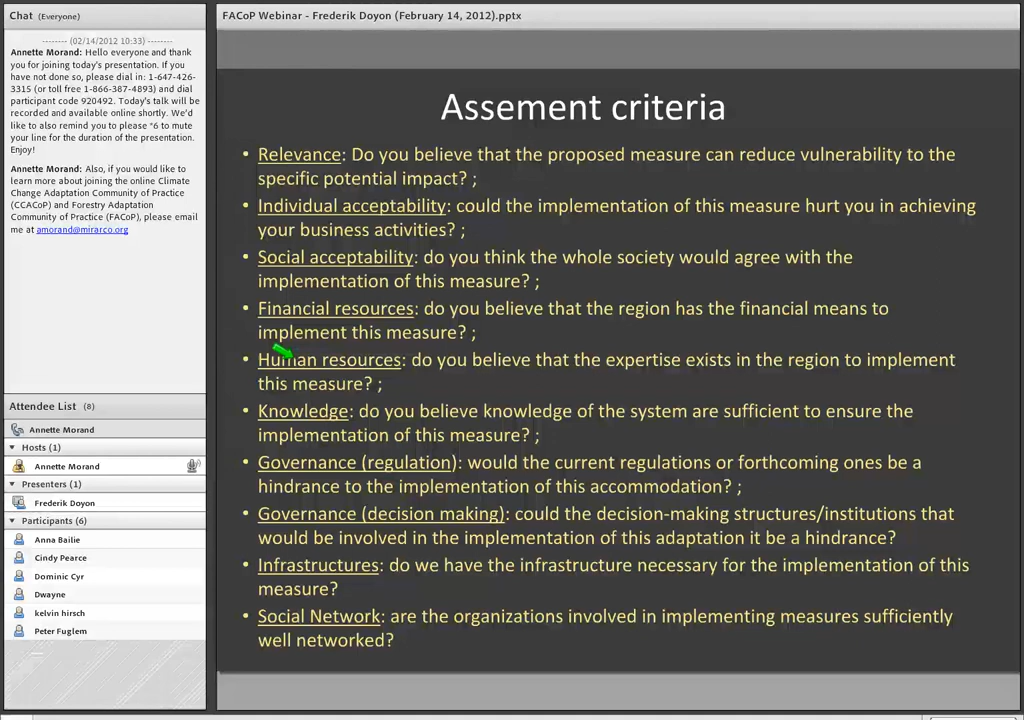 Chat (Everyone)
-------- (02/14/2012 10:33) --------
Annette Morand: Hello everyone and thank
you for joining today's presentation. If you
have not done so, please dial in: 1-647-426-
3315 (or toll free 1-866-387-4893) and dial
participant code 920492. Today's talk will be
recorded and available online shortly. We'd
like to also remind you to please *6 to mute
your line for the duration of the presentation.
Enjoy!
Annette Morand: Also, if you would like to
learn more about joining the online Climate
Change Adaptation Community of Practice
(CCACoP) and Forestry Adaptation
Community of Practice (FACoP), please email
me at amorand@mirarco.org
Attendee List (8)
Annette Morand
Hosts (1)
Annette Morand
Presenters (1)
Frederik Doyon
Participants (6)
Anna Bailie
Cindy Pearce
Dominic Cyr
Dwayne
kelvin hirsch
Peter Fuglem
FACoP Webinar - Frederik Doyon (February 14, 2012).pptx
Assement criteria
• Relevance: Do you believe that the proposed measure can reduce vulnerability to the
specific potential impact? ;
• Individual acceptability: could the implementation of this measure hurt you in achieving
your business activities? ;
• Social acceptability: do you think the whole society would agree with the
implementation of this measure? ;
• Financial resources: do you believe that the region has the financial means to
implement this measure? ;
• Human resources: do you believe that the expertise exists in the region to implement
this measure? ;
• Knowledge: do you believe knowledge of the system are sufficient to ensure the
implementation of this measure? ;
• Governance (regulation): would the current regulations or forthcoming ones be a
hindrance to the implementation of this accommodation? ;
• Governance (decision making): could the decision-making structures/institutions that
would be involved in the implementation of this adaptation it be a hindrance?
• Infrastructures: do we have the infrastructure necessary for the implementation of this
measure?
• Social Network: are the organizations involved in implementing measures sufficiently
well networked?